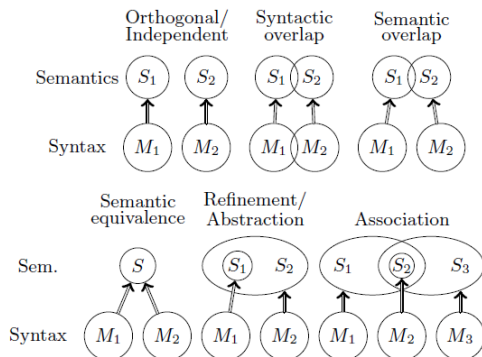 Orthogonal/ Syntactic Semantic
Independent overlap overlap
Semantics S₁ S₂ S₁ S₂ S₁ S₂
Syntax M₁ M₂ M₁ M₂ M₁ M₂
Semantic Refinement/
equivalence Abstraction Association
Sem. S S₁ S₂ S₁ S₂ S₃
Syntax M₁ M₂ M₁ M₂ M₁ M₂ M₃